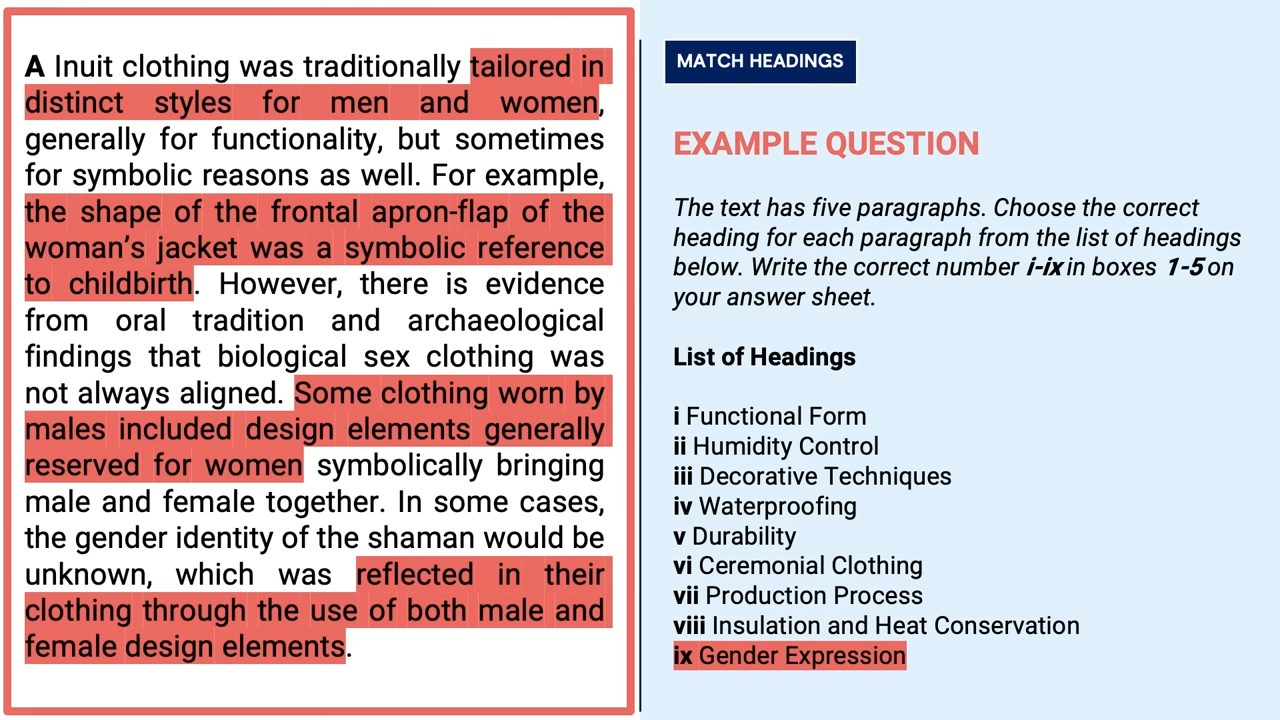 A Inuit clothing was traditionally tailored in
distinct styles for men and women,
generally for functionality, but sometimes
for symbolic reasons as well. For example,
the shape of the frontal apron-flap of the
woman’s jacket was a symbolic reference
to childbirth. However, there is evidence
from oral tradition and archaeological
findings that biological sex clothing was
not always aligned. Some clothing worn by
males included design elements generally
reserved for women symbolically bringing
male and female together. In some cases,
the gender identity of the shaman would be
unknown, which was reflected in their
clothing through the use of both male and
female design elements.
MATCH HEADINGS
EXAMPLE QUESTION
The text has five paragraphs. Choose the correct
heading for each paragraph from the list of headings
below. Write the correct number i-ix in boxes 1-5 on
your answer sheet.
List of Headings
i Functional Form
ii Humidity Control
iii Decorative Techniques
iv Waterproofing
v Durability
vi Ceremonial Clothing
vii Production Process
viii Insulation and Heat Conservation
ix Gender Expression